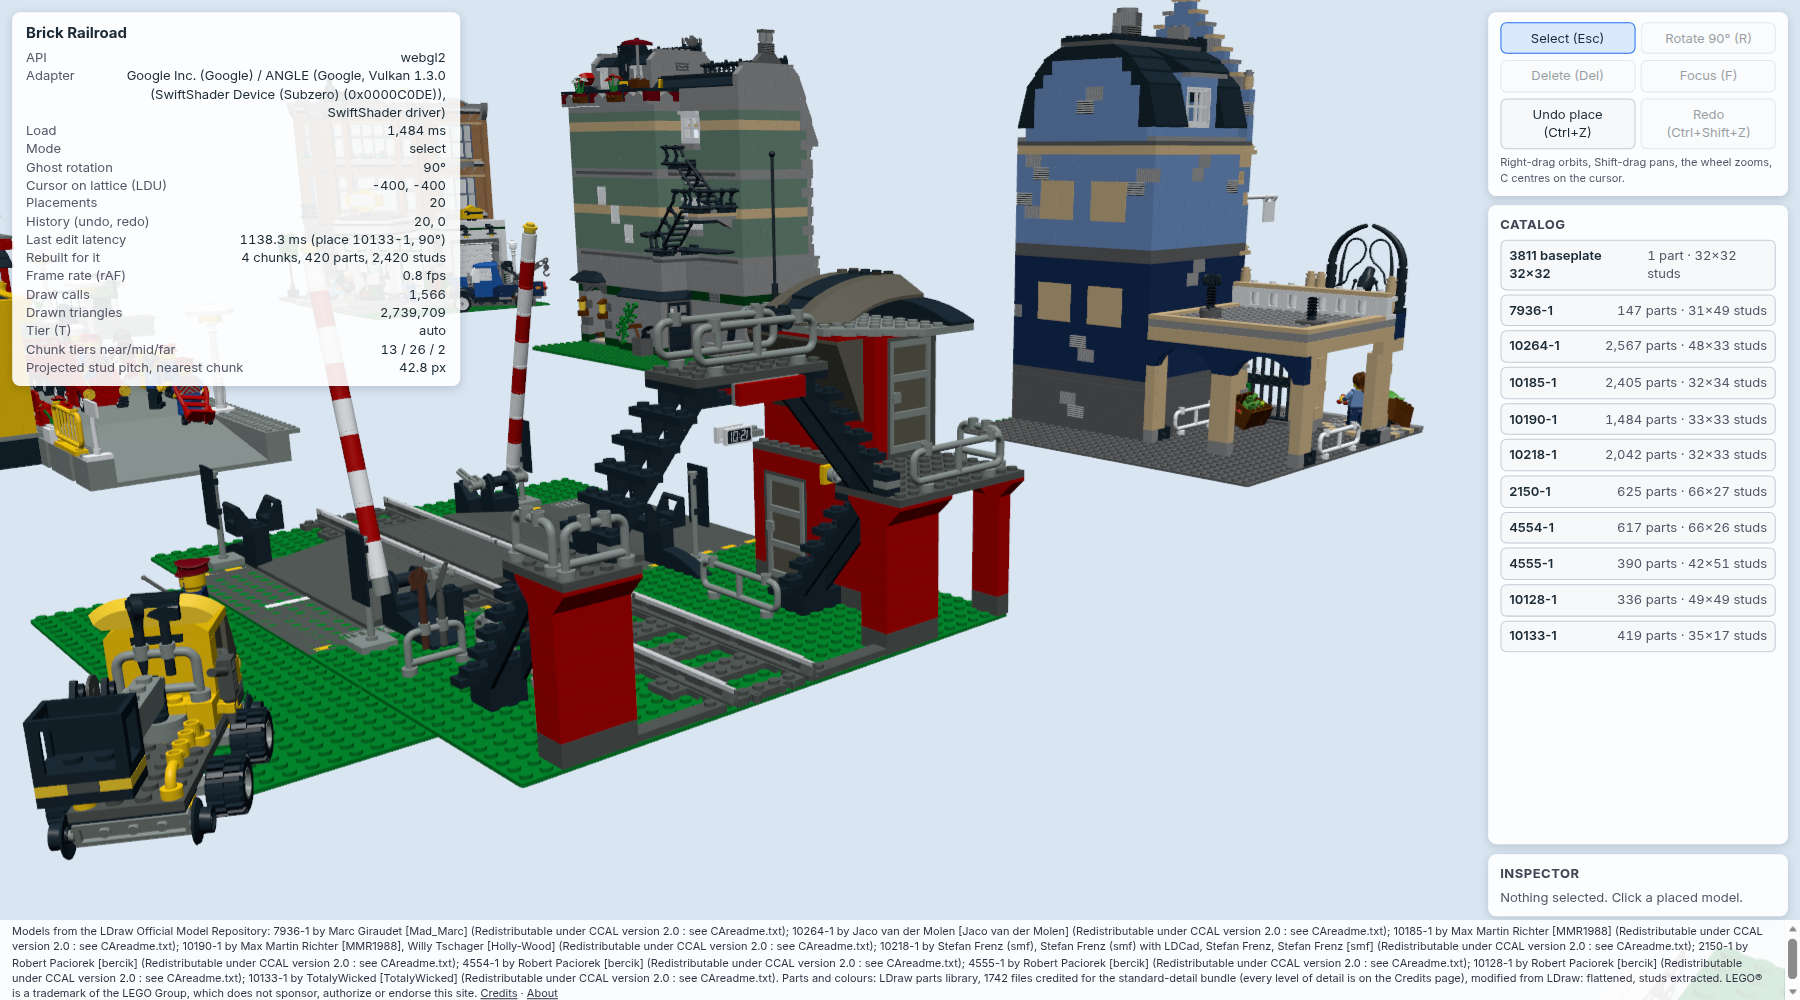 Brick Railroad
API webgl2
Adapter Google Inc. (Google) / ANGLE (Google, Vulkan 1.3.0
(SwiftShader Device (Subzero) (0x0000C0DE)),
SwiftShader driver)
Load 1,484 ms
Mode select
Ghost rotation 90°
Cursor on lattice (LDU) -400, -400
Placements 20
History (undo, redo) 20, 0
Last edit latency 1138.3 ms (place 10133-1, 90°)
Rebuilt for it 4 chunks, 420 parts, 2,420 studs
Frame rate (rAF) 0.8 fps
Draw calls 1,566
Drawn triangles 2,739,709
Tier (T) auto
Chunk tiers near/mid/far 13 / 26 / 2
Projected stud pitch, nearest chunk 42.8 px
10:21
Select (Esc) Rotate 90° (R)
Delete (Del) Focus (F)
Undo place Redo
(Ctrl+Z) (Ctrl+Shift+Z)
Right-drag orbits, Shift-drag pans, the wheel zooms,
C centres on the cursor.
CATALOG
3811 baseplate 1 part · 32×32
32×32 studs
7936-1 147 parts · 31×49 studs
10264-1 2,567 parts · 48×33 studs
10185-1 2,405 parts · 32×34 studs
10190-1 1,484 parts · 33×33 studs
10218-1 2,042 parts · 32×33 studs
2150-1 625 parts · 66×27 studs
4554-1 617 parts · 66×26 studs
4555-1 390 parts · 42×51 studs
10128-1 336 parts · 49×49 studs
10133-1 419 parts · 35×17 studs
INSPECTOR
Nothing selected. Click a placed model.
Models from the LDraw Official Model Repository: 7936-1 by Marc Giraudet [Mad_Marc] (Redistributable under CCAL version 2.0 : see CAreadme.txt); 10264-1 by Jaco van der Molen [Jaco van der Molen] (Redistributable under CCAL version 2.0 : see CAreadme.txt); 10185-1 by Max Martin Richter [MMR1988] (Redistributable under CCAL
version 2.0 : see CAreadme.txt); 10190-1 by Max Martin Richter [MMR1988], Willy Tschager [Holly-Wood] (Redistributable under CCAL version 2.0 : see CAreadme.txt); 10218-1 by Stefan Frenz (smf), Stefan Frenz (smf) with LDCad, Stefan Frenz, Stefan Frenz [smf] (Redistributable under CCAL version 2.0 : see CAreadme.txt); 2150-1 by
Robert Paciorek [bercik] (Redistributable under CCAL version 2.0 : see CAreadme.txt); 4554-1 by Robert Paciorek [bercik] (Redistributable under CCAL version 2.0 : see CAreadme.txt); 4555-1 by Robert Paciorek [bercik] (Redistributable under CCAL version 2.0 : see CAreadme.txt); 10128-1 by Robert Paciorek [bercik] (Redistributable
under CCAL version 2.0 : see CAreadme.txt); 10133-1 by TotalyWicked [TotalyWicked] (Redistributable under CCAL version 2.0 : see CAreadme.txt). Parts and colours: LDraw parts library, 1742 files credited for the standard-detail bundle (every level of detail is on the Credits page), modified from LDraw: flattened, studs extracted. LEGO®
is a trademark of the LEGO Group, which does not sponsor, authorize or endorse this site. Credits · About